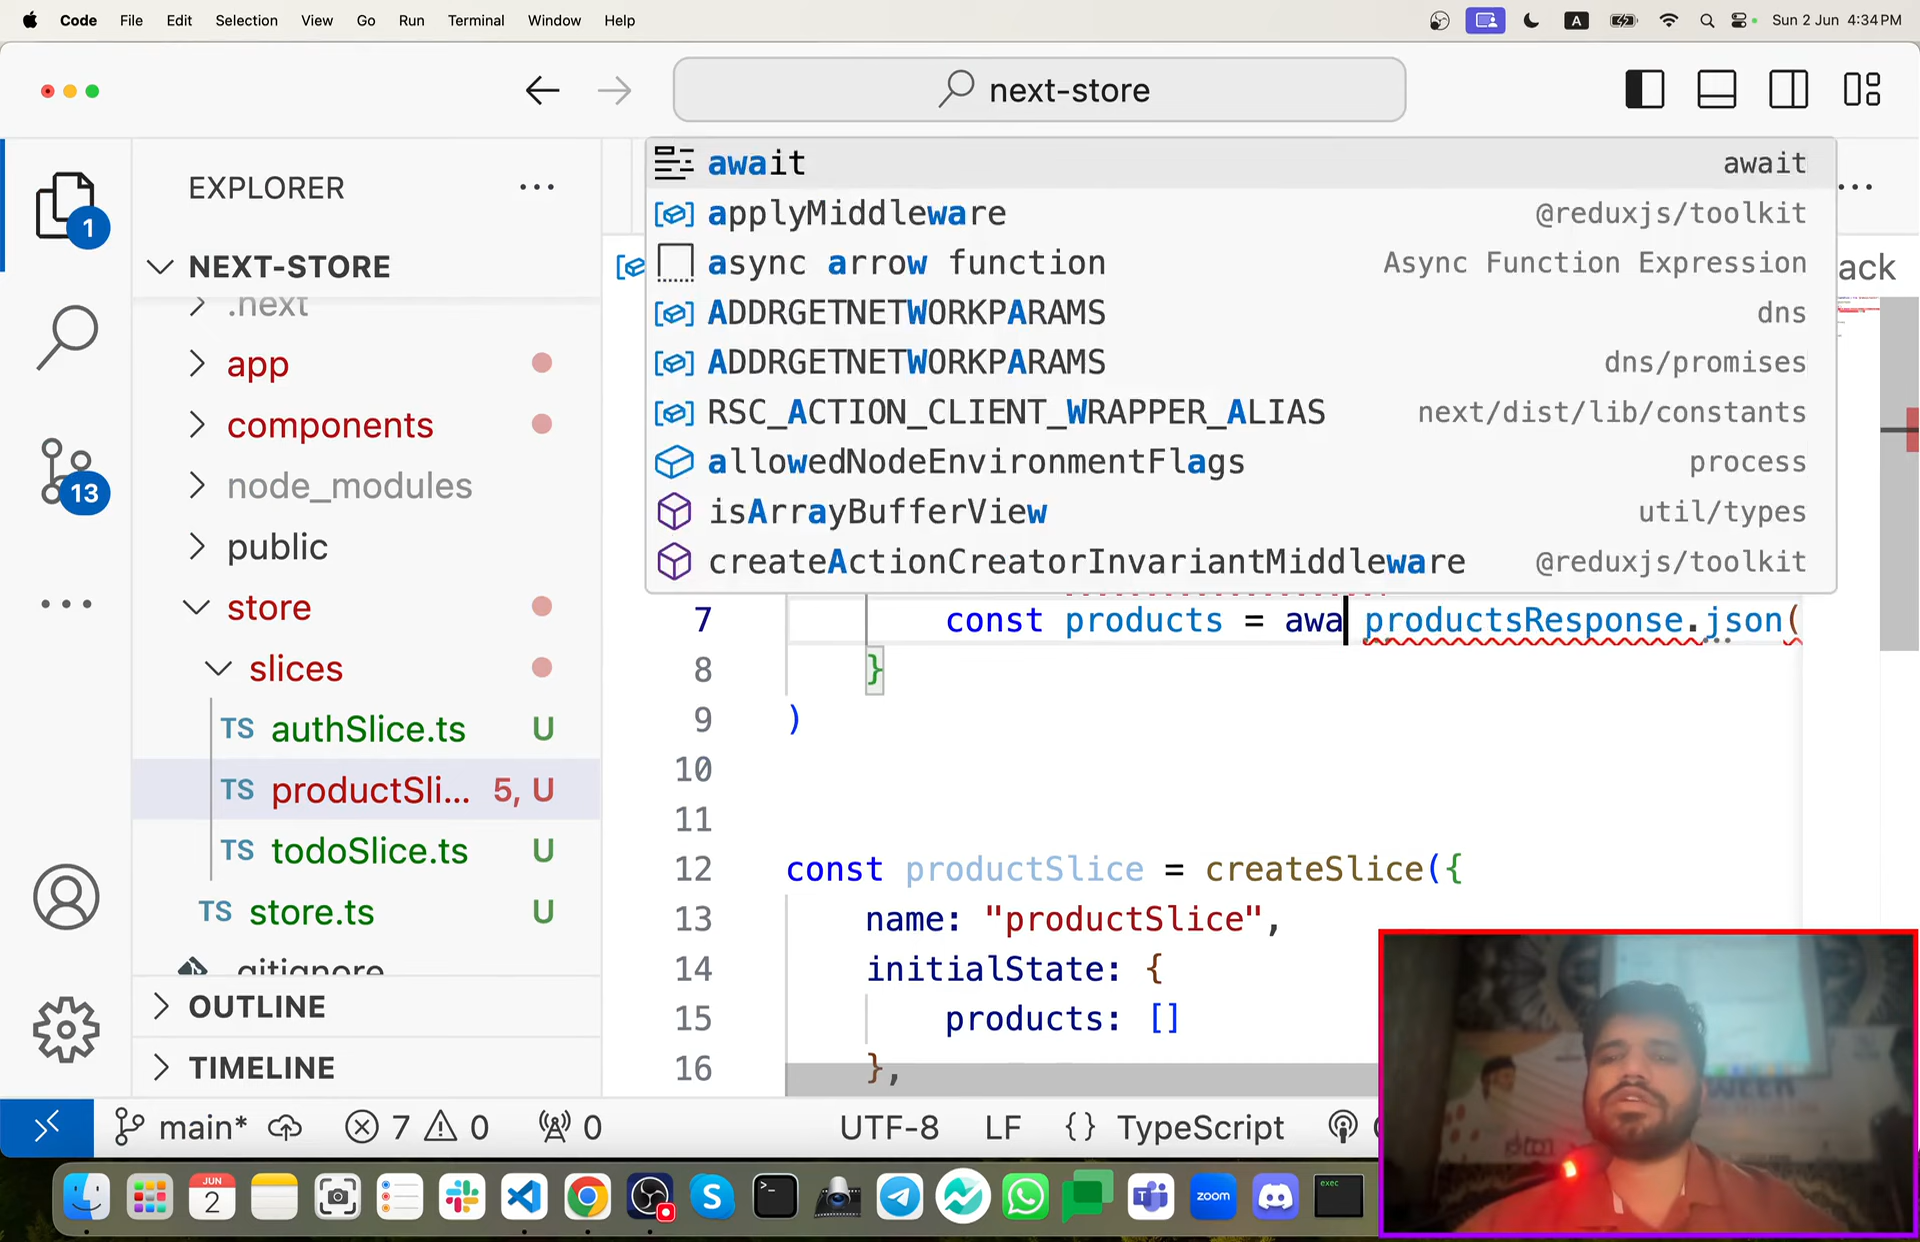 Code File Edit Selection View Go Run Terminal Window Help A Sun 2 Jun 4:34 PM
next-store
EXPLORER
NEXT-STORE
.next
app
components
node_modules
public
store
slices
TS authSlice.ts U
TS productSli... 5, U
TS todoSlice.ts U
TS store.ts U
.gitignore
OUTLINE
TIMELINE
1
13
await await
applyMiddleware @reduxjs/toolkit
async arrow function Async Function Expression
ADDRGETNETWORKPARAMS dns
ADDRGETNETWORKPARAMS dns/promises
RSC_ACTION_CLIENT_WRAPPER_ALIAS next/dist/lib/constants
allowedNodeEnvironmentFlags process
isArrayBufferView util/types
createActionCreatorInvariantMiddleware @reduxjs/toolkit
ack
7 const products = awa productsResponse.json(
8 }
9 )
10
11
12 const productSlice = createSlice({
13 name: "productSlice",
14 initialState: {
15 products: []
16 },
main* 7 0 0 UTF-8 LF {} TypeScript
JUN
2
S
zoom
exec
WEEK